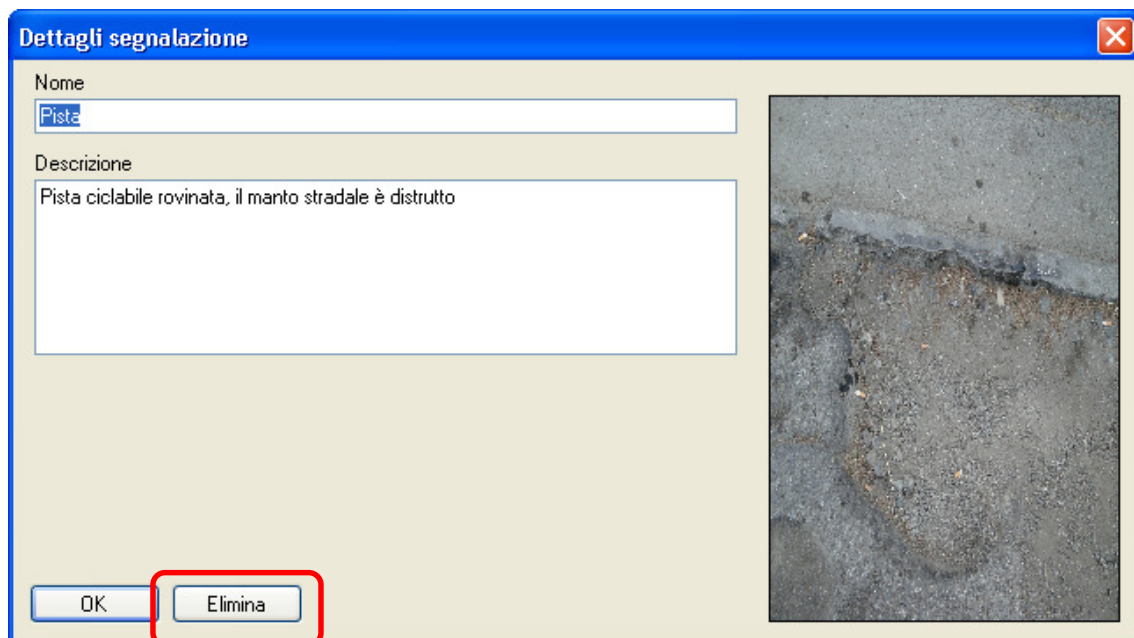 Dettagli segnalazione
Nome
Pista
Descrizione
Pista ciclabile rovinata, il manto stradale è distrutto
OK
Elimina